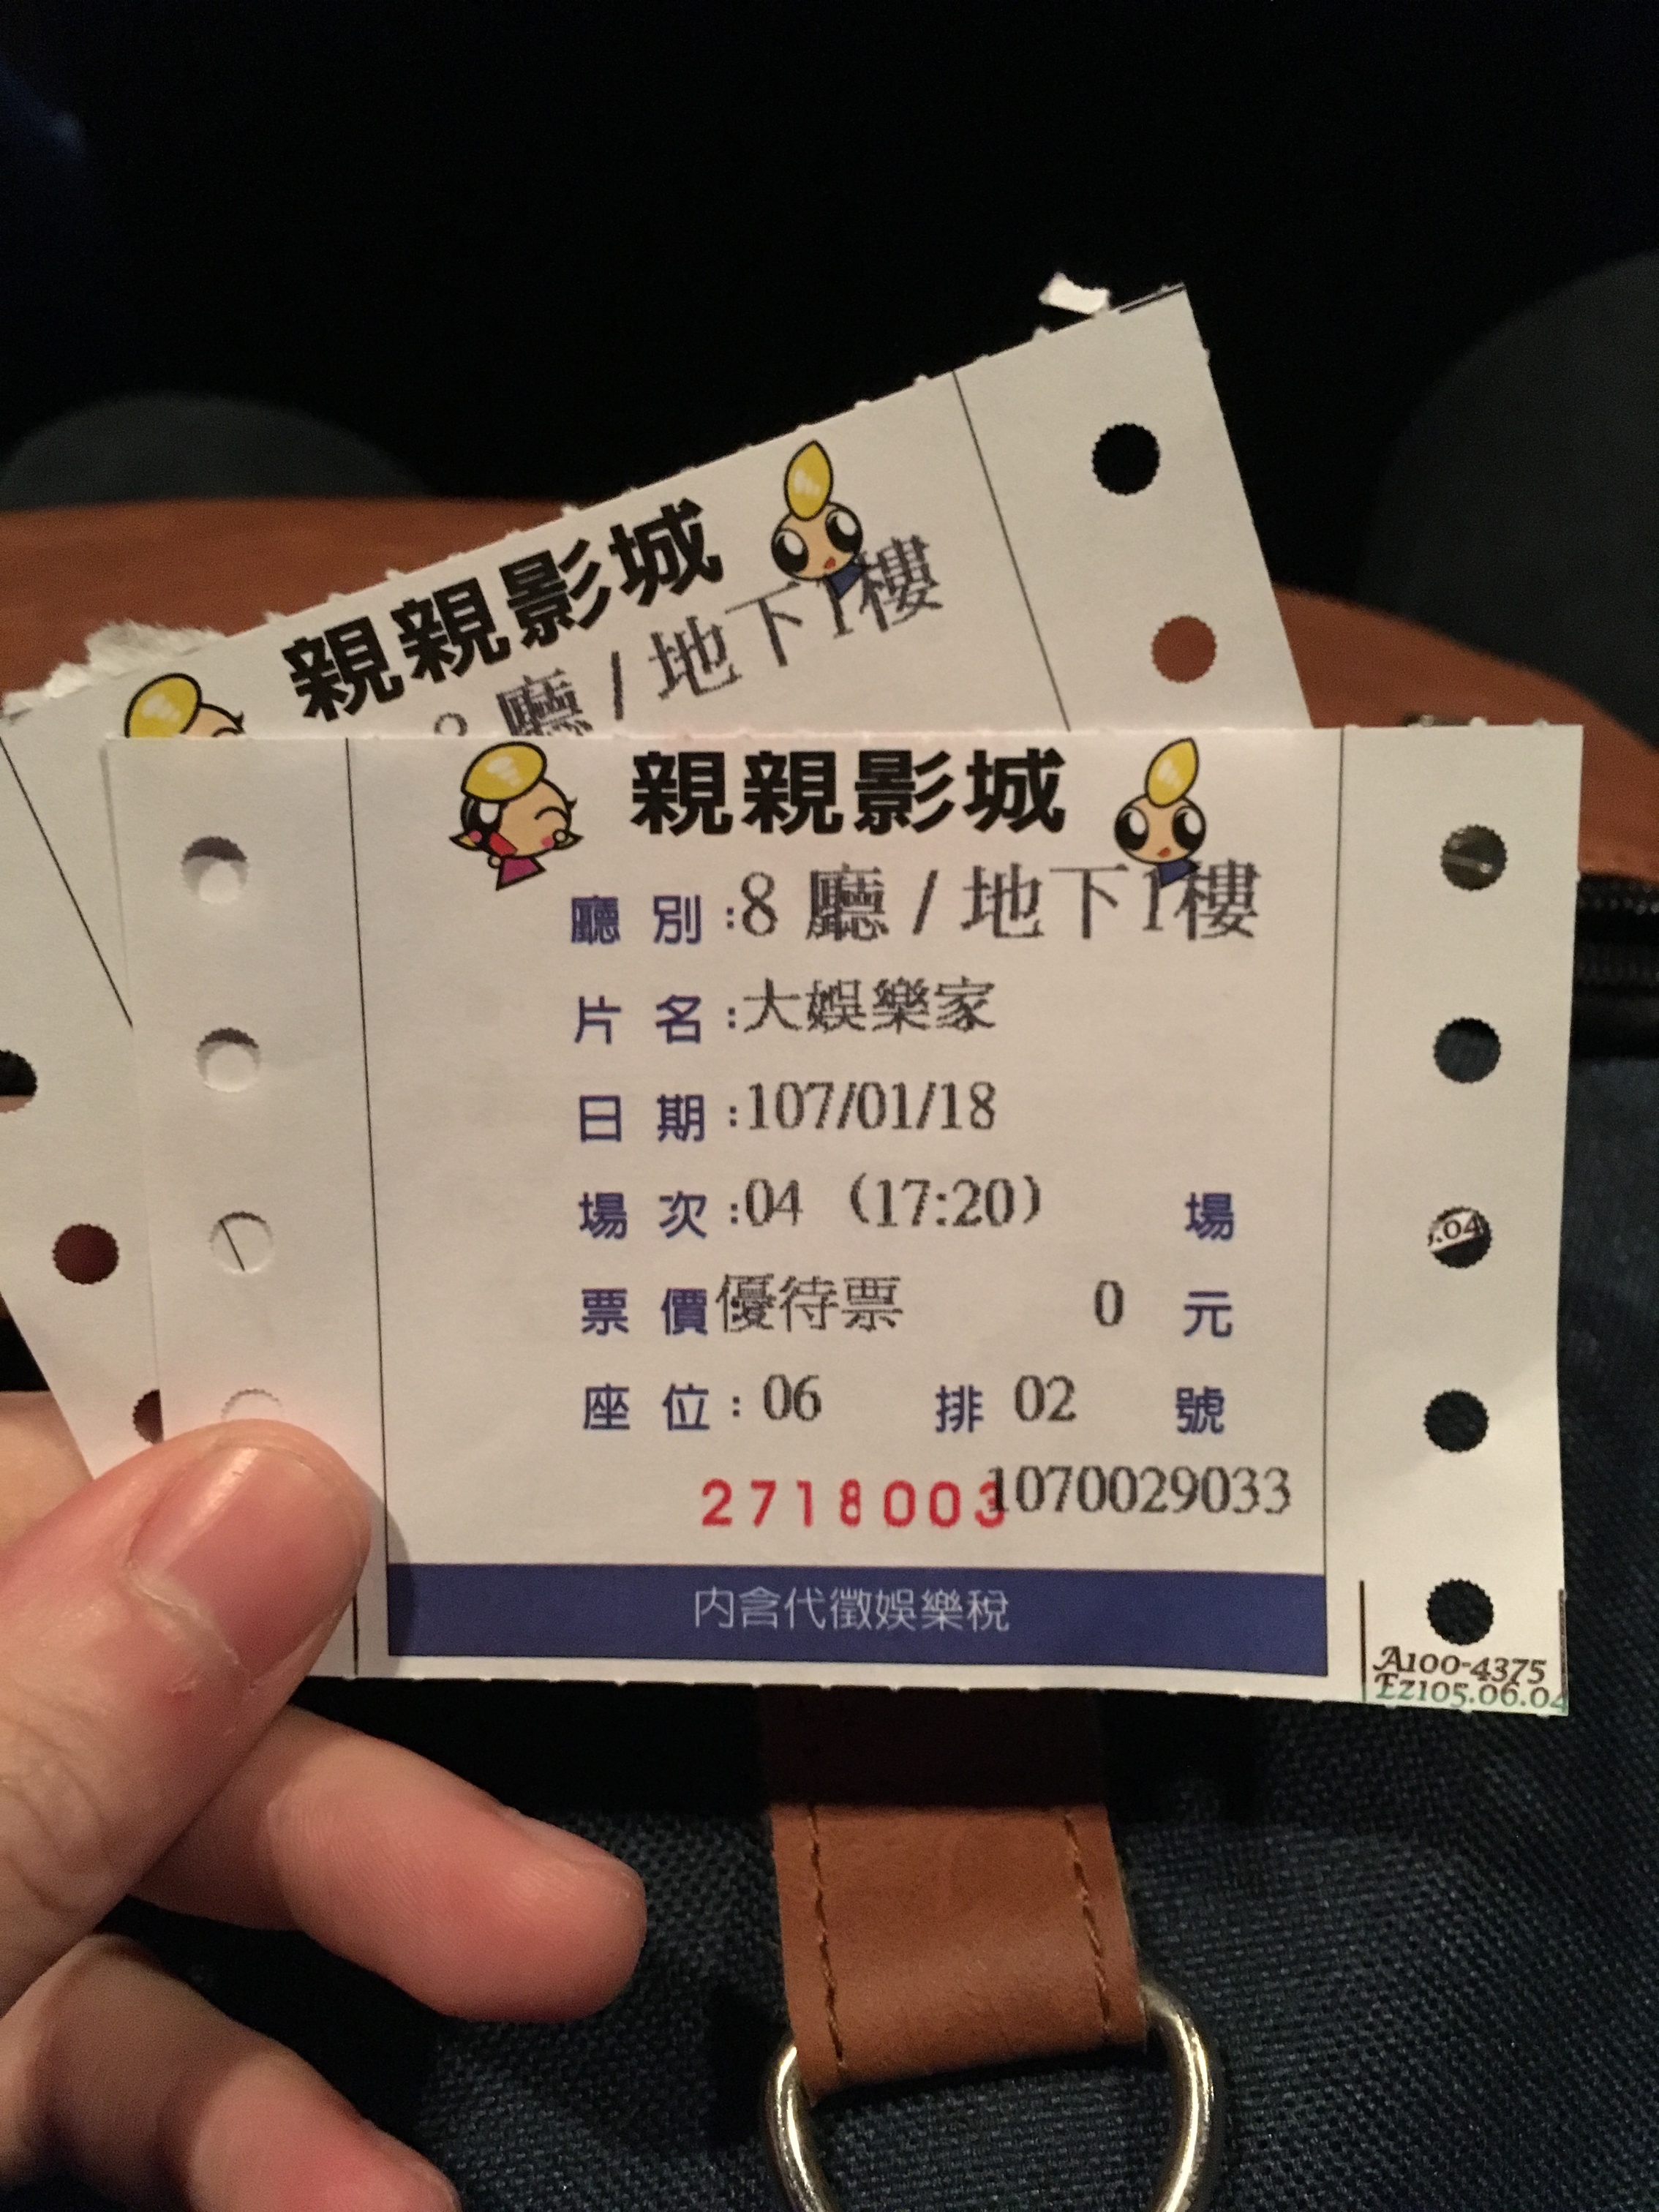 親親影城
8 廳 / 地下1樓
親親影城
廳 別 :8 廳 / 地下1樓
片 名 :大娛樂家
日 期 :107/01/18
場 次 :04 (17:20) 場
票 價 優待票 0 元
座 位 : 06 排 02 號
2718003 1070029033
內含代徵娛樂稅
A100-4375
EZ105.06.04
.04